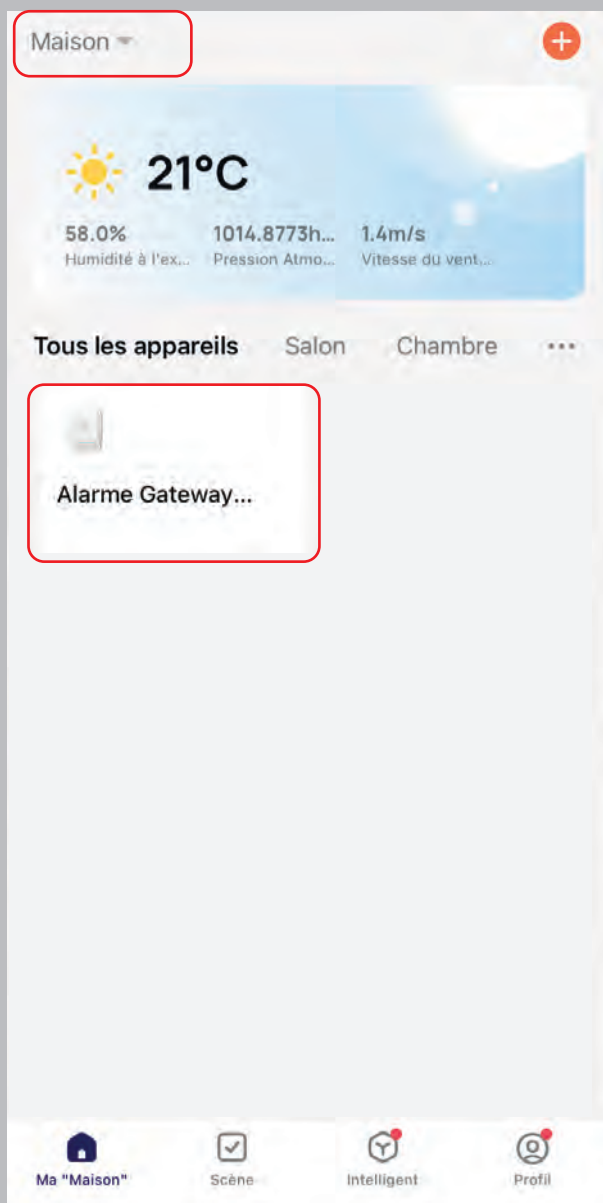 Maison
21°C
58.0% 1014.8773h... 1.4m/s
Humidité à l'ex... Pression Atmo... Vitesse du vent...
Tous les appareils Salon Chambre ...
Alarme Gateway...
Ma "Maison" Scène Intelligent Profil